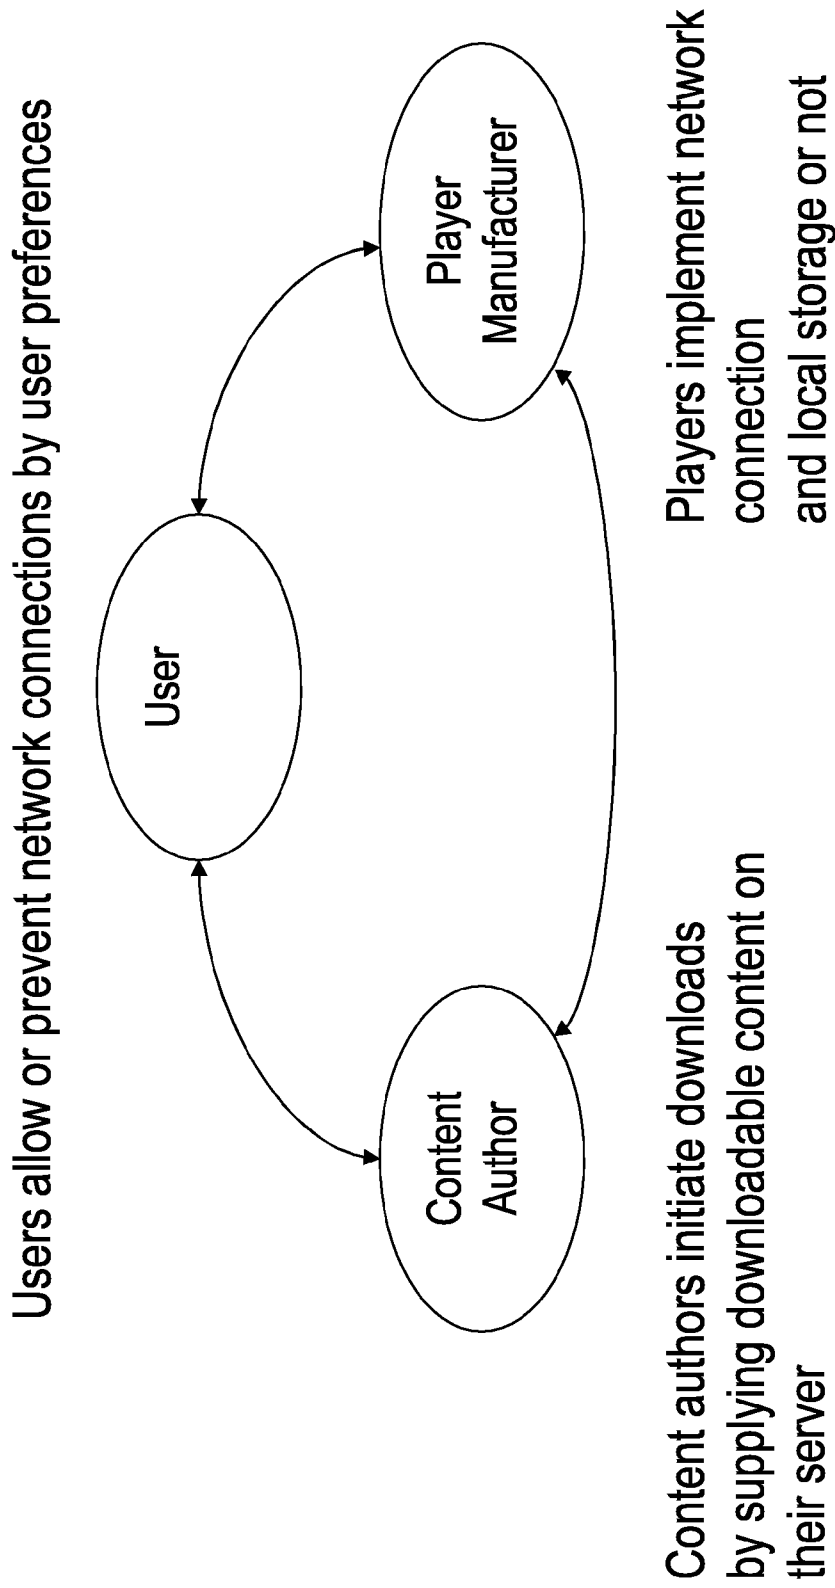 Users allow or prevent network connections by user preferences
User
Content
Author
Player
Manufacturer
Content authors initiate downloads
by supplying downloadable content on
their server
Players implement network
connection
and local storage or not